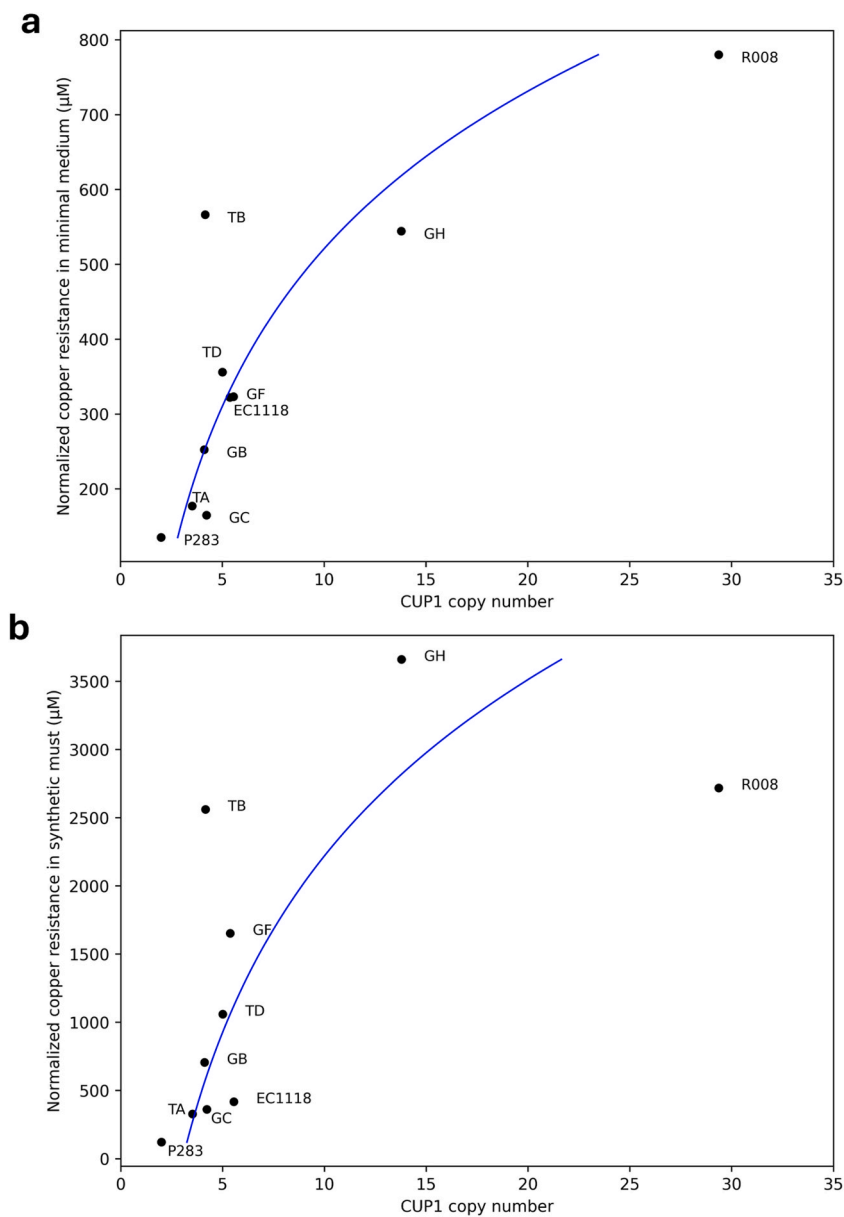 a
Normalized copper resistance in minimal medium (µM)
800
700
600
500
400
300
200
R008
TB
GH
TD
GF
EC1118
GB
TA
GC
P283
0 5 10 15 20 25 30 35
CUP1 copy number
b
Normalized copper resistance in synthetic must (µM)
3500
3000
2500
2000
1500
1000
500
0
GH
R008
TB
GF
TD
GB
EC1118
TA
GC
P283
0 5 10 15 20 25 30 35
CUP1 copy number